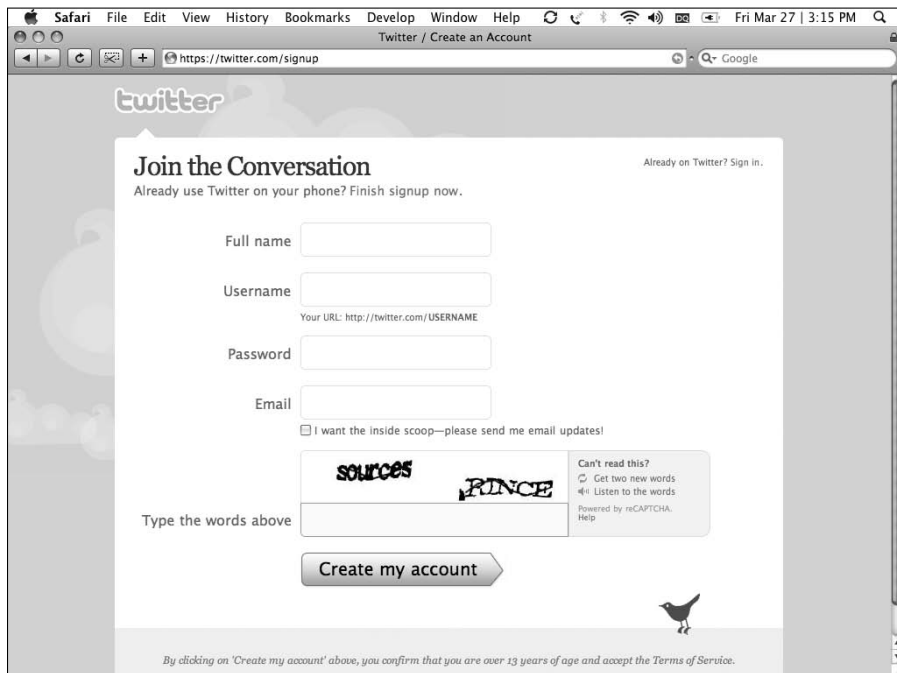 Safari File Edit View History Bookmarks Develop Window Help Fri Mar 27 | 3:15 PM
Twitter / Create an Account
https://twitter.com/signup Google
twitter
Join the Conversation
Already on Twitter? Sign in.
Already use Twitter on your phone? Finish signup now.
Full name
Username
Your URL: http://twitter.com/USERNAME
Password
Email
I want the inside scoop—please send me email updates!
sources
Can't read this?
Get two new words
Listen to the words
Powered by reCAPTCHA.
Help
Type the words above
Create my account
By clicking on 'Create my account' above, you confirm that you are over 13 years of age and accept the Terms of Service.